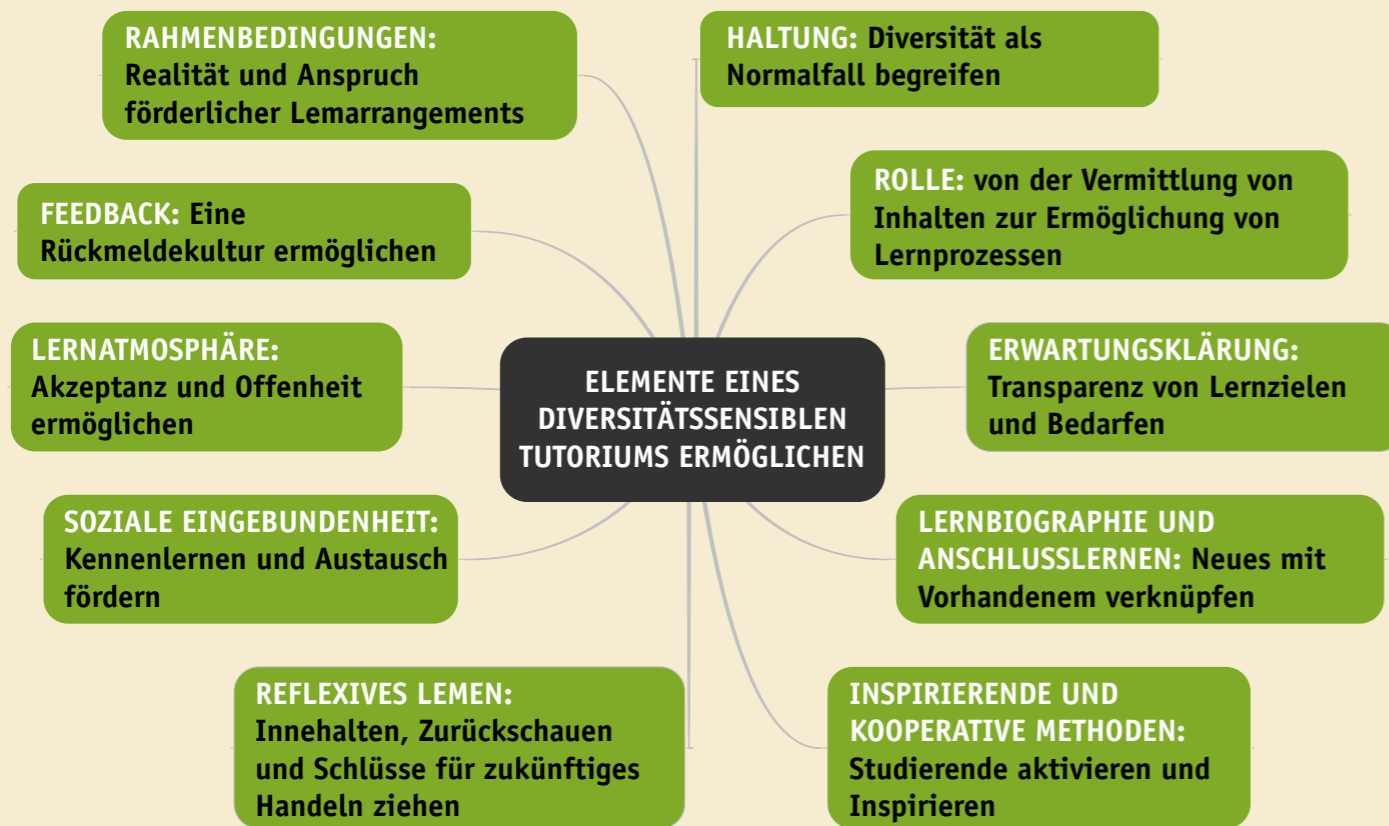 RAHMENBEDINGUNGEN:
Realität und Anspruch
förderlicher Lemarrangements
HALTUNG: Diversität als
Normalfall begreifen
FEEDBACK: Eine
Rückmeldekultur ermöglichen
ROLLE: von der Vermittlung von
Inhalten zur Ermöglichung von
Lernprozessen
LERNATMOSPHÄRE:
Akzeptanz und Offenheit
ermöglichen
ELEMENTE EINES
DIVERSITÄTSSENSIBLEN
TUTORIUMS ERMÖGLICHEN
ERWARTUNGSKLÄRUNG:
Transparenz von Lernzielen
und Bedarfen
SOZIALE EINGEBUNDENHEIT:
Kennenlernen und Austausch
fördern
LERNBIOGRAPHIE UND
ANSCHLUSSLERNEN: Neues mit
Vorhandenem verknüpfen
REFLEXIVES LEMEN:
Innehalten, Zurückschauen
und Schlüsse für zukünftiges
Handeln ziehen
INSPIRIERENDE UND
KOOPERATIVE METHODEN:
Studierende aktivieren und
Inspirieren